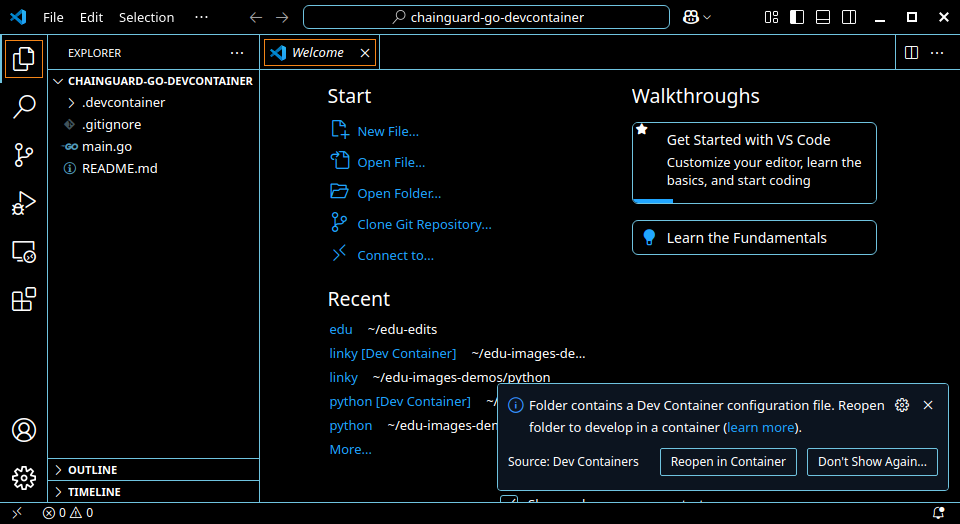 File Edit Selection ··· chainguard-go-devcontainer
EXPLORER ···
Welcome
CHAINGUARD-GO-DEVCONTAINER
.devcontainer
.gitignore
GO main.go
README.md
OUTLINE
TIMELINE
Start
New File...
Open File...
Open Folder...
Clone Git Repository...
Connect to...
Recent
edu ~/edu-edits
linky [Dev Container] ~/edu-images-de...
linky ~/edu-images-demos/python
python [Dev Container]
python
More...
Walkthroughs
Get Started with VS Code
Customize your editor, learn the
basics, and start coding
Learn the Fundamentals
Folder contains a Dev Container configuration file. Reopen
folder to develop in a container (learn more).
Source: Dev Containers Reopen in Container Don't Show Again...
0 0